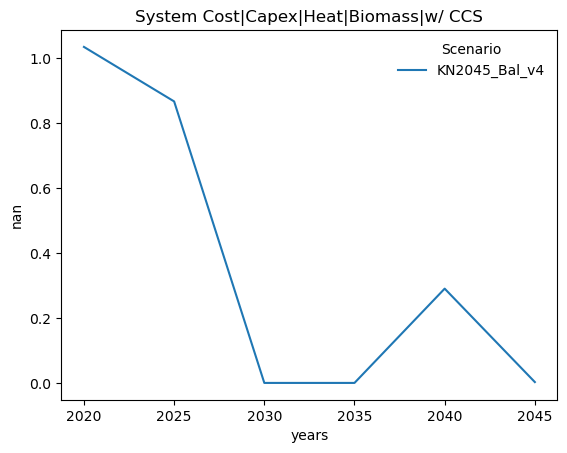 System Cost|Capex|Heat|Biomass|w/ CCS
Scenario
KN2045_Bal_v4
1.0
0.8
0.6
0.4
0.2
0.0
nan
2020 2025 2030 2035 2040 2045
years